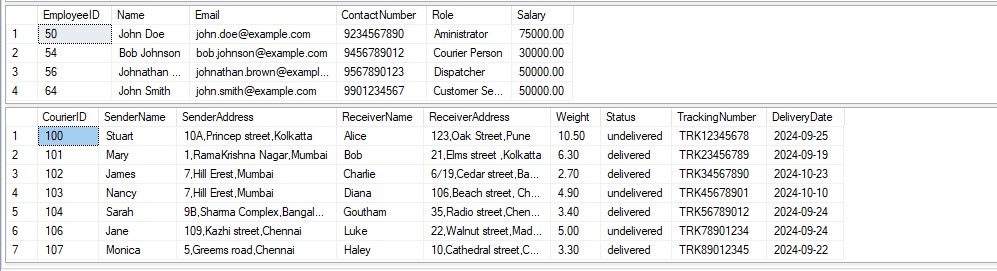 EmployeeID Name Email ContactNumber Role Salary
1 50 John Doe john.doe@example.com 9234567890 Aministrator 75000.00
2 54 Bob Johnson bob.johnson@example.com 9456789012 Courier Person 30000.00
3 56 Johnathan ... johnathan.brown@exampl... 9567890123 Dispatcher 50000.00
4 64 John Smith john.smith@example.com 9901234567 Customer Se... 50000.00
CourierID SenderName SenderAddress ReceiverName ReceiverAddress Weight Status TrackingNumber DeliveryDate
1 100 Stuart 10A,Princep street,Kolkatta Alice 123,Oak Street,Pune 10.50 undelivered TRK12345678 2024-09-25
2 101 Mary 1,RamaKrishna Nagar,Mumbai Bob 21,Elms street ,Kolkatta 6.30 delivered TRK23456789 2024-09-19
3 102 James 7,Hill Erest,Mumbai Charlie 6/19,Cedar street,Ba... 2.70 delivered TRK34567890 2024-10-23
4 103 Nancy 7,Hill Erest,Mumbai Diana 106,Beach street, Ch... 4.90 undelivered TRK45678901 2024-10-10
5 104 Sarah 9B,Sharma Complex,Bangal... Goutham 35,Radio street,Chen... 3.40 delivered TRK56789012 2024-09-24
6 106 Jane 109,Kazhi street,Chennai Luke 22,Walnut street,Mad... 5.00 undelivered TRK78901234 2024-09-24
7 107 Monica 5,Greems road,Chennai Haley 10,Cathedral street,C... 3.30 delivered TRK89012345 2024-09-22